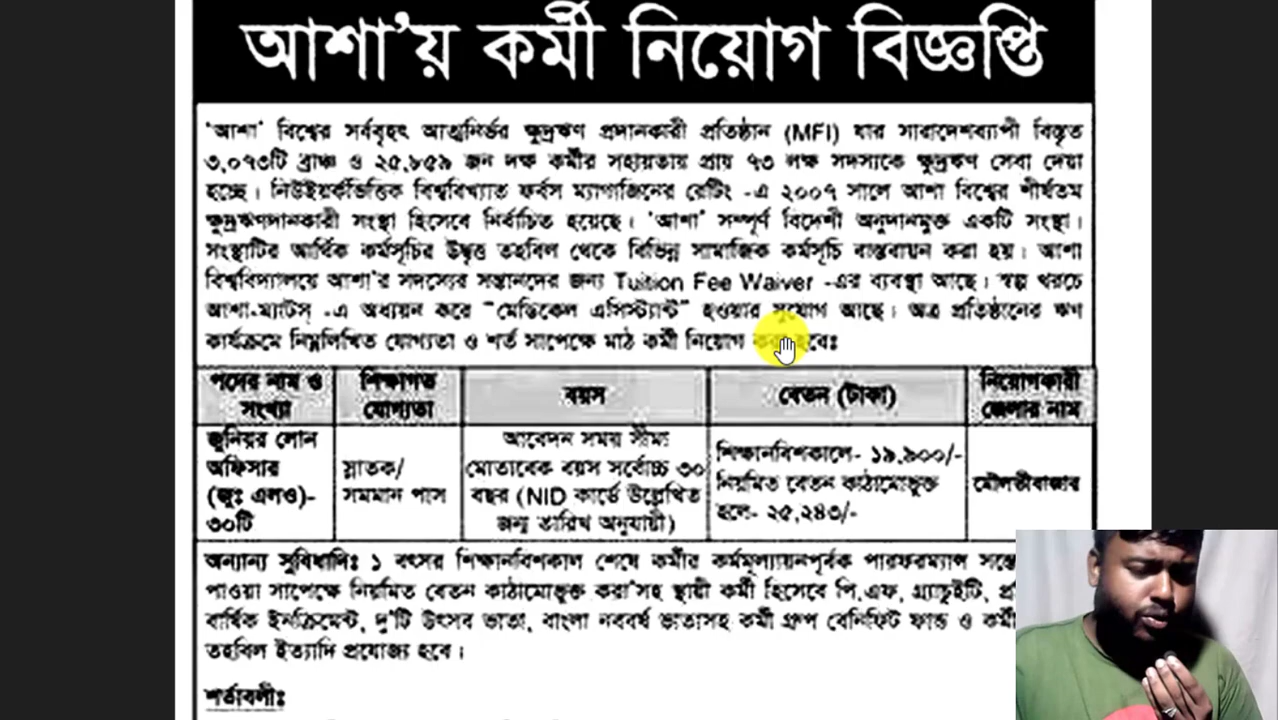 আশা'য় কর্মী নিয়োগ বিজ্ঞপ্তি
'আশা' বিশ্বের সর্ববৃহৎ আত্মনির্ভর ক্ষুদ্রঋণ প্রদানকারী প্রতিষ্ঠান (MFI) যার সারাদেশব্যাপী বিস্তৃত
৩,০৭৩টি ব্রাঞ্চ ও ২৫,৮৫৯ জন দক্ষ কর্মীর সহায়তায় প্রায় ৭৩ লক্ষ সদস্যকে ক্ষুদ্রঋণ সেবা দেয়া
হচ্ছে। নিউইয়র্কভিত্তিক বিশ্ববিখ্যাত ফর্বস ম্যাগাজিনের রেটিং -এ ২০০৭ সালে আশা বিশ্বের শীর্ষতম
ক্ষুদ্রঋণদানকারী সংস্থা হিসেবে নির্বাচিত হয়েছে। 'আশা' সম্পূর্ণ বিদেশী অনুদানমুক্ত একটি সংস্থা।
সংস্থাটির আর্থিক কর্মসূচির উদ্বৃত্ত তহবিল থেকে বিভিন্ন সামাজিক কর্মসূচি বাস্তবায়ন করা হয়। আশা
বিশ্ববিদ্যালয়ে আশা'র সদস্যের সন্তানদের জন্য Tuition Fee Waiver -এর ব্যবস্থা আছে। স্বল্প খরচে
আশা-ম্যাটস্ -এ অধ্যয়ন করে "মেডিকেল এসিস্ট্যান্ট" হওয়ার সুযোগ আছে। অত্র প্রতিষ্ঠানের ঋণ
কার্যক্রমে নিম্নলিখিত যোগ্যতা ও শর্ত সাপেক্ষে মাঠ কর্মী নিয়োগ করা হবেঃ
পদের নাম ও সংখ্যা
শিক্ষাগত যোগ্যতা
বয়স
বেতন (টাকা)
নিয়োগকারী জেলার নাম
জুনিয়র লোন
অফিসার
(জুঃ এলও)-
৩০টি
স্নাতক/
সমমান পাস
আবেদন সময় সীমা
মোতাবেক বয়স সর্বোচ্চ ৩০
বছর (NID কার্ডে উল্লেখিত
জন্ম তারিখ অনুযায়ী)
শিক্ষানবিশকালে- ১৯,৯০০/-
নিয়মিত বেতন কাঠামোভুক্ত
হলে- ২৫,২৪৩/-
মৌলভীবাজার
অন্যান্য সুবিধাদিঃ ১ বৎসর শিক্ষানবিশকাল শেষে কর্মীর কর্মমূল্যায়নপূর্বক পারফরম্যান্স
পাওয়া সাপেক্ষে নিয়মিত বেতন কাঠামোভুক্ত করা'সহ স্থায়ী কর্মী হিসেবে পি.এফ, গ্র্যাচুইটি,
বার্ষিক ইনক্রিমেন্ট, দু'টি উৎসব ভাতা, বাংলা নববর্ষ ভাতাসহ কর্মী গ্রুপ বেনিফিট ফান্ড ও কর্মী
তহবিল ইত্যাদি প্রযোজ্য হবে।
শর্তাবলীঃ